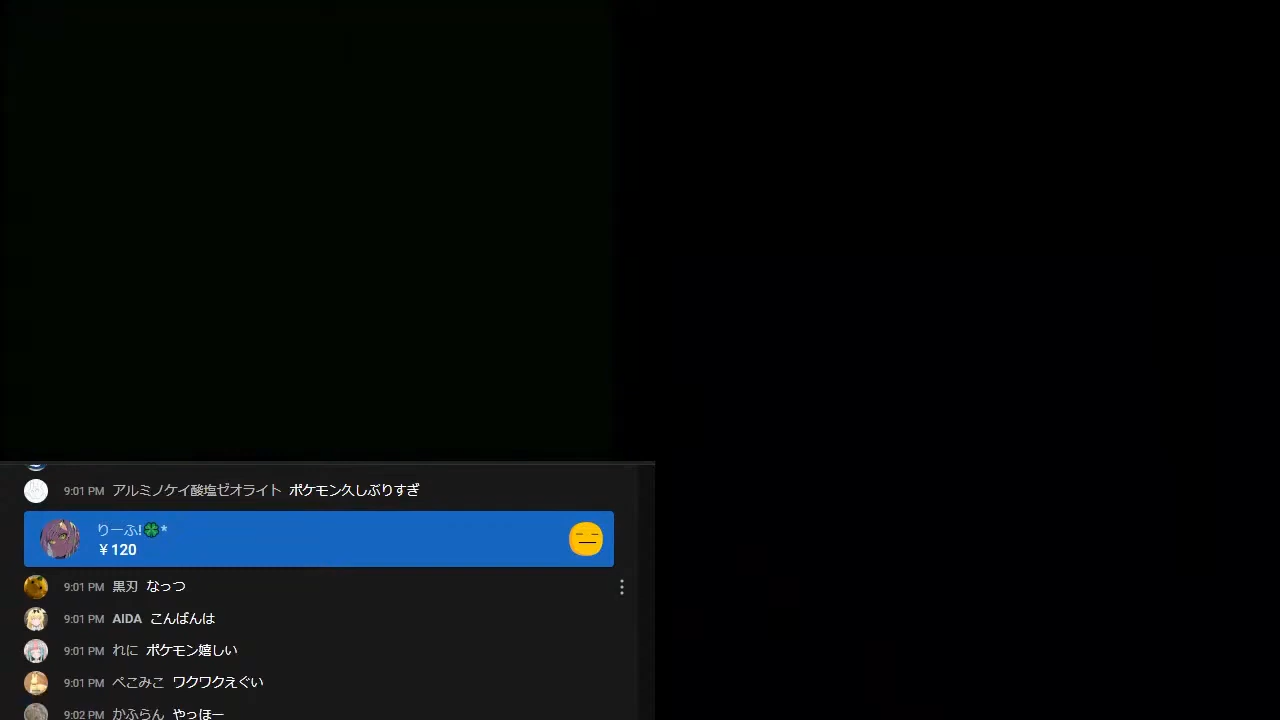 9:01 PM アルミノケイ酸塩ゼオライト ポケモン久しぶりすぎ
りーふ!🍀*
￥120
9:01 PM 黒刃 なっつ
9:01 PM AIDA こんばんは
9:01 PM れに ポケモン嬉しい
9:01 PM ぺこみこ ワクワクえぐい
9:02 PM かふらん やっほー